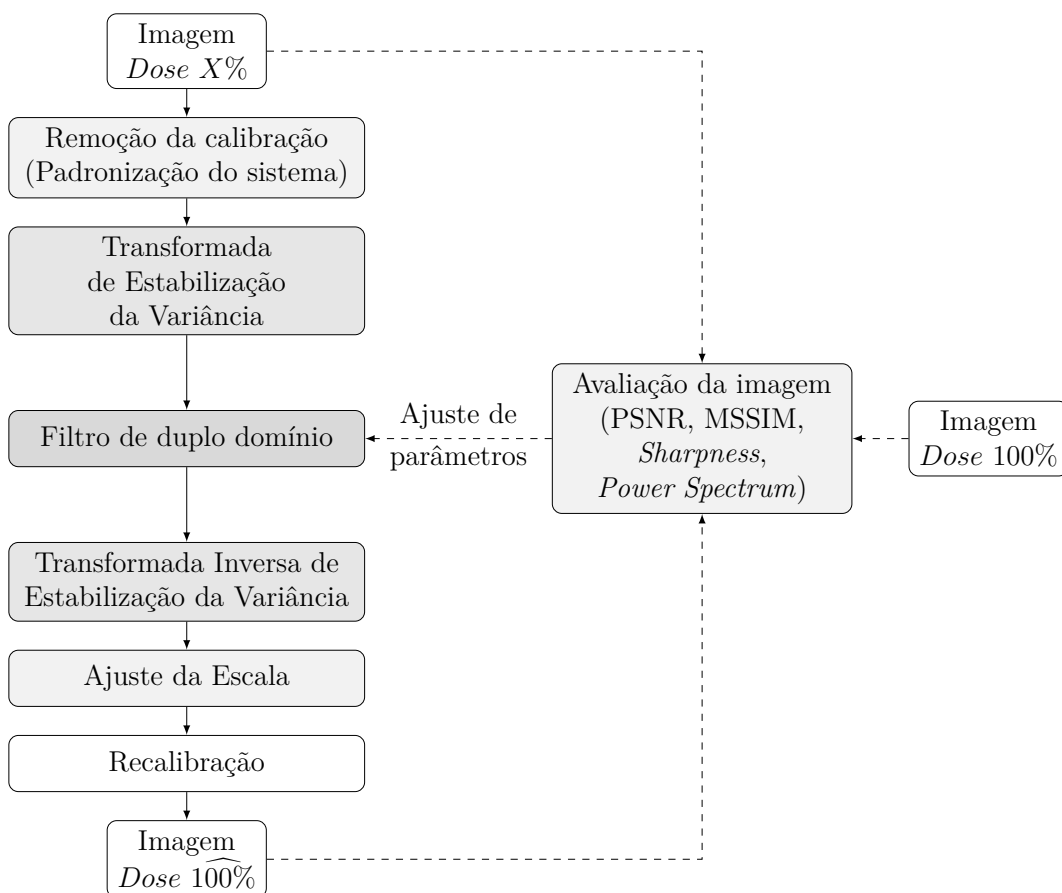 Imagem
Dose X%
Remoção da calibração
(Padronização do sistema)
Transformada
de Estabilização
da Variância
Filtro de duplo domínio
Ajuste de
parâmetros
Avaliação da imagem
(PSNR, MSSIM,
Sharpness,
Power Spectrum)
Imagem
Dose 100%
Transformada Inversa de
Estabilização da Variância
Ajuste da Escala
Recalibração
Imagem
Dose \widehat{100%}